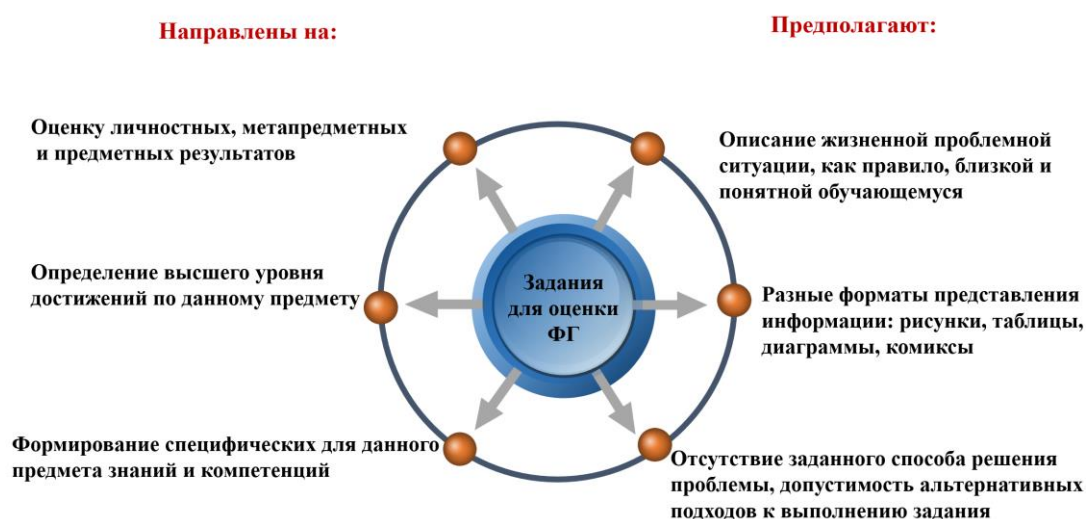 Направлены на:
Оценку личностных, метапредметных
и предметных результатов
Определение высшего уровня
достижений по данному предмету
Формирование специфических для данного
предмета знаний и компетенций
Задания
для оценки
ФГ
Предполагают:
Описание жизненной проблемной
ситуации, как правило, близкой и
понятной обучающемуся
Разные форматы представления
информации: рисунки, таблицы,
диаграммы, комиксы
Отсутствие заданного способа решения
проблемы, допустимость альтернативных
подходов к выполнению задания